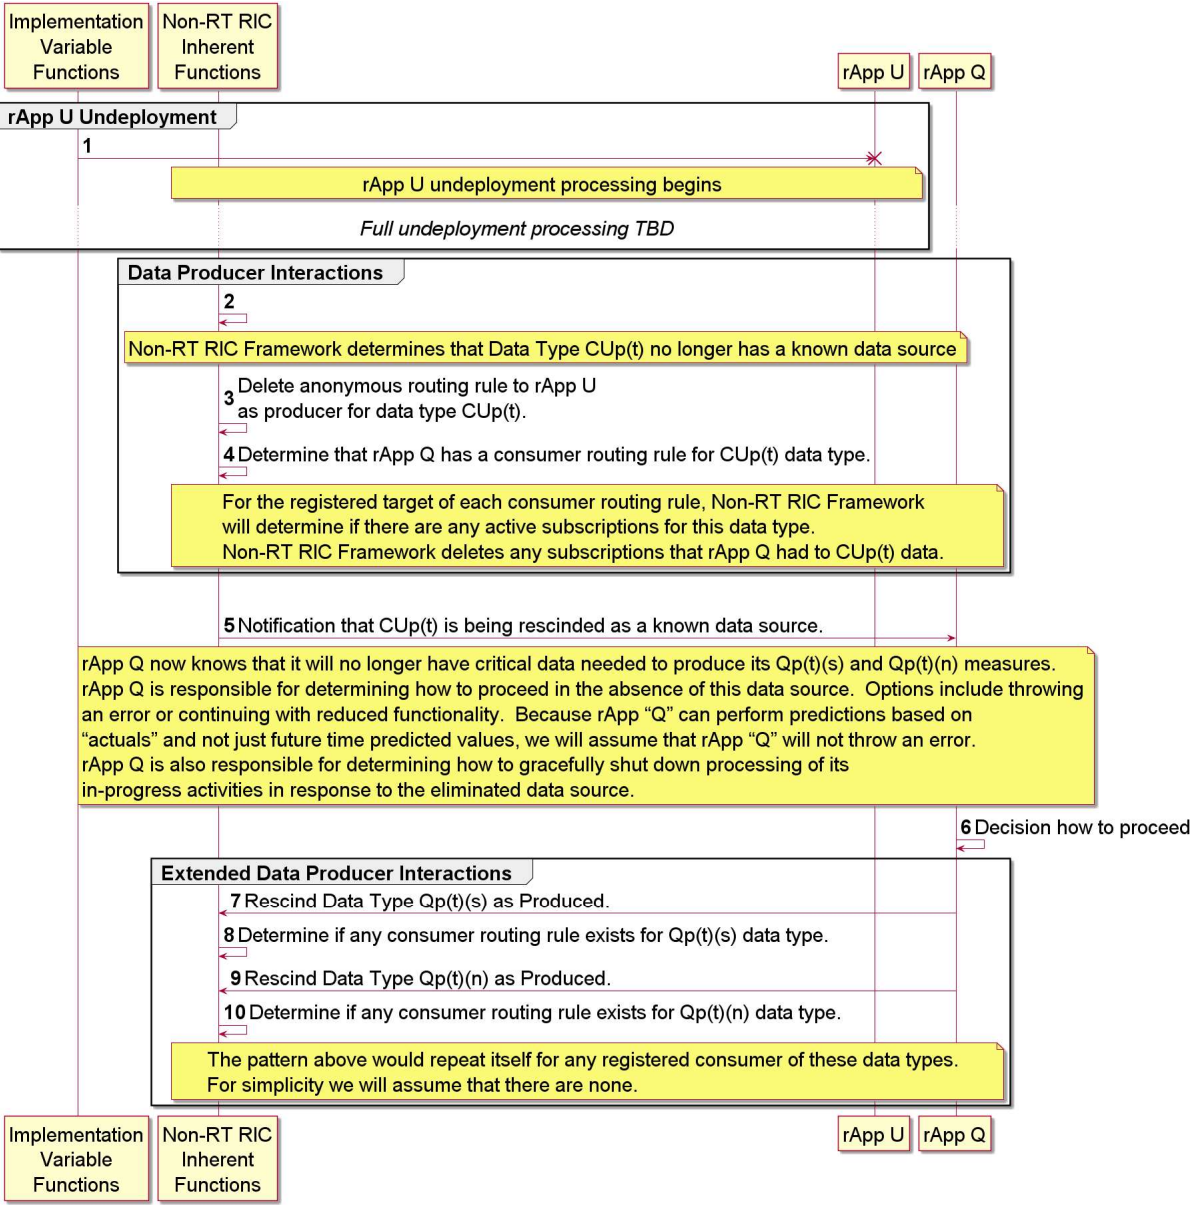 Implementation
Variable
Functions
Non-RT RIC
Inherent
Functions
rApp U
rApp Q
rApp U Undeployment
1
rApp U undeployment processing begins
Full undeployment processing TBD
Data Producer Interactions
2
Non-RT RIC Framework determines that Data Type CUp(t) no longer has a known data source
3 Delete anonymous routing rule to rApp U
as producer for data type CUp(t).
4 Determine that rApp Q has a consumer routing rule for CUp(t) data type.
For the registered target of each consumer routing rule, Non-RT RIC Framework
will determine if there are any active subscriptions for this data type.
Non-RT RIC Framework deletes any subscriptions that rApp Q had to CUp(t) data.
5 Notification that CUp(t) is being rescinded as a known data source.
rApp Q now knows that it will no longer have critical data needed to produce its Qp(t)(s) and Qp(t)(n) measures.
rApp Q is responsible for determining how to proceed in the absence of this data source.  Options include throwing
an error or continuing with reduced functionality.  Because rApp “Q” can perform predictions based on
“actuals” and not just future time predicted values, we will assume that rApp “Q” will not throw an error.
rApp Q is also responsible for determining how to gracefully shut down processing of its
in-progress activities in response to the eliminated data source.
6 Decision how to proceed
Extended Data Producer Interactions
7 Rescind Data Type Qp(t)(s) as Produced.
8 Determine if any consumer routing rule exists for Qp(t)(s) data type.
9 Rescind Data Type Qp(t)(n) as Produced.
10 Determine if any consumer routing rule exists for Qp(t)(n) data type.
The pattern above would repeat itself for any registered consumer of these data types.
For simplicity we will assume that there are none.
Implementation
Variable
Functions
Non-RT RIC
Inherent
Functions
rApp U
rApp Q